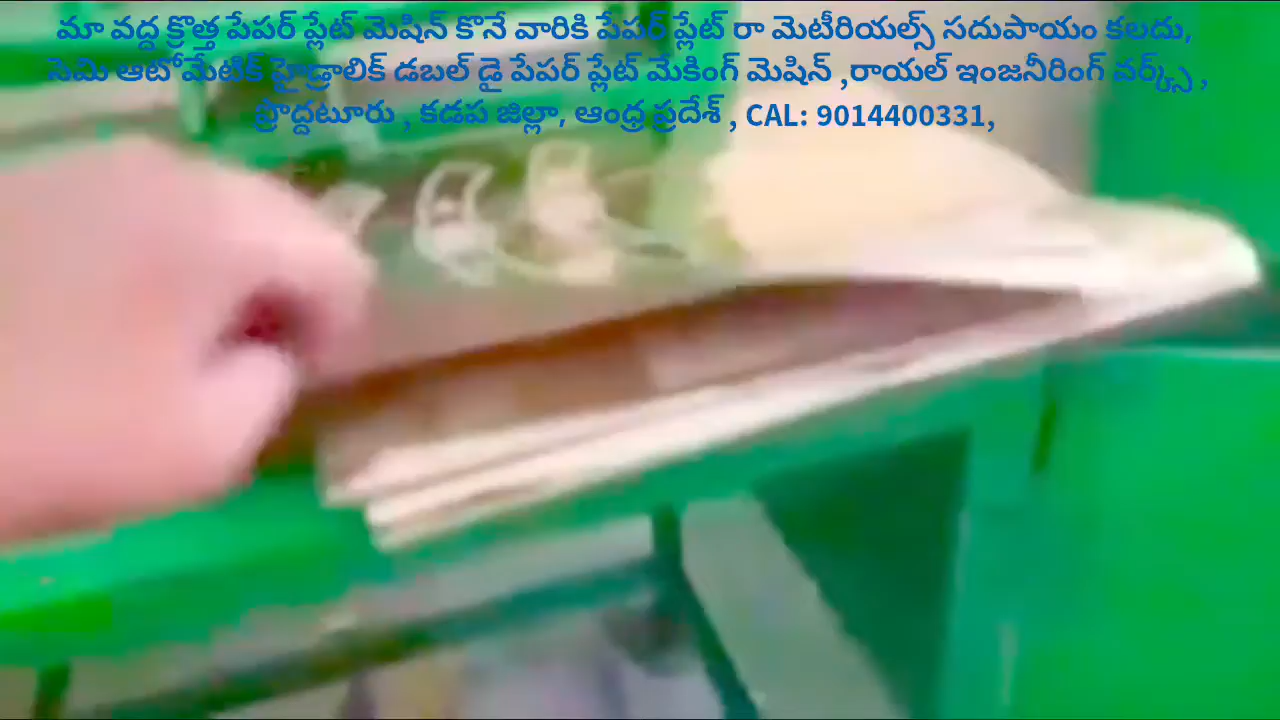 మా వద్ద క్రొత్త పేపర్ ప్లేట్ మెషిన్ కొనే వారికి పేపర్ ప్లేట్ రా మెటీరియల్స్ సదుపాయం కలదు,
సెమి ఆటోమేటిక్ హైడ్రాలిక్ డబల్ డై పేపర్ ప్లేట్ మేకింగ్ మెషిన్ ,రాయల్ ఇంజనీరింగ్ వర్క్స్ ,
ప్రొద్దటూరు , కడప జిల్లా, ఆంధ్ర ప్రదేశ్ , CAL: 9014400331,